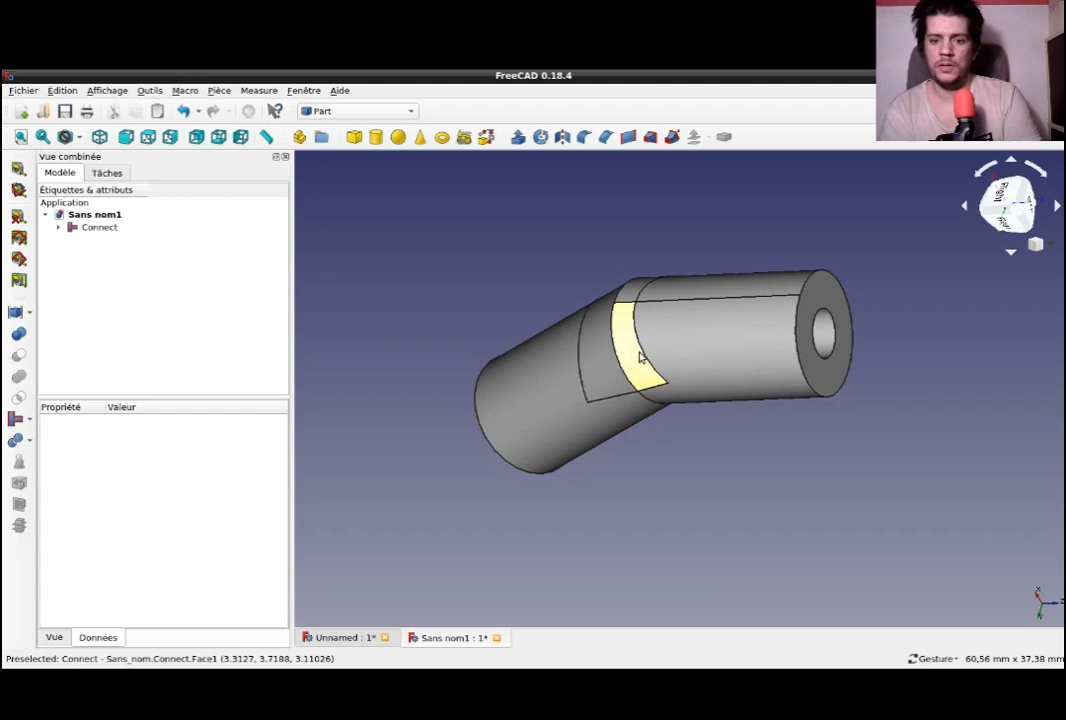 FreeCAD 0.18.4
Fichier Édition Affichage Outils Macro Pièce Measure Fenêtre Aide
Part
Vue combinée
Modèle Tâches
Étiquettes & attributs
Application
Sans nom1
Connect
Propriété Valeur
Vue Données
Unnamed : 1*
Sans nom1 : 1*
Preselected: Connect - Sans_nom.Connect.Face1 (3.3127, 3.7188, 3.11026)
Gesture
60,56 mm x 37,38 mm